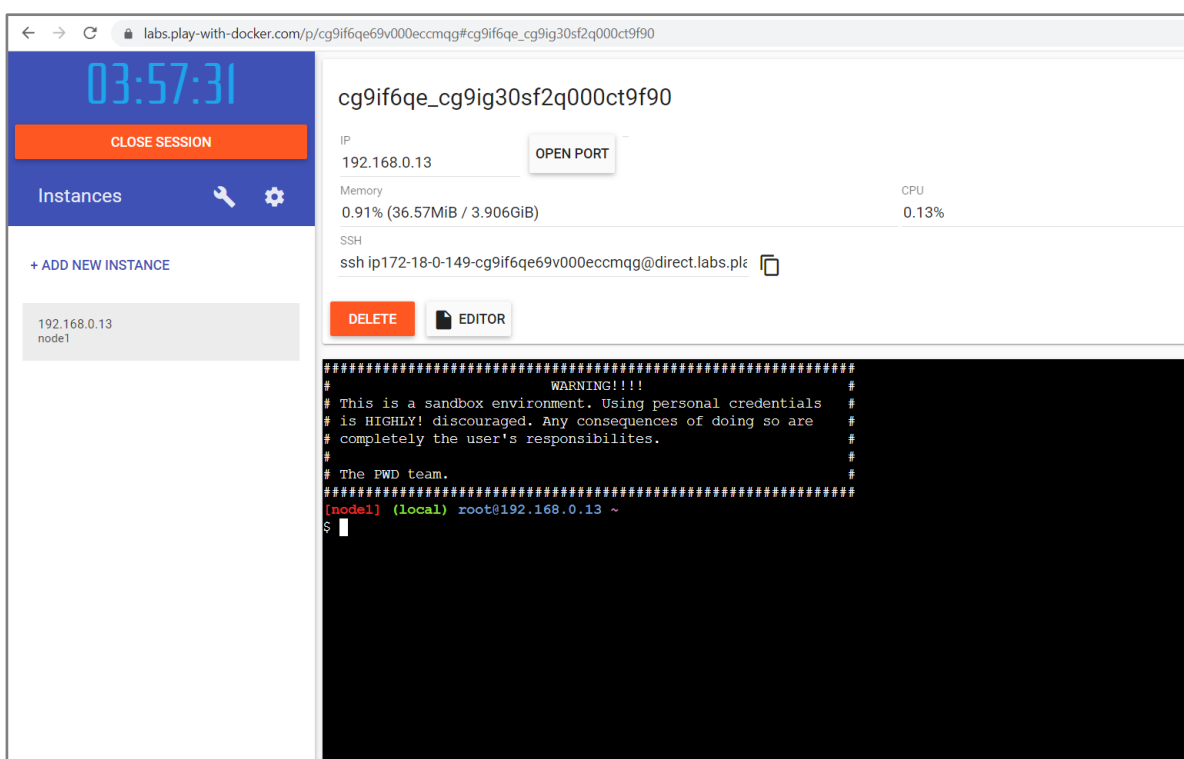 labs.play-with-docker.com/p/cg9if6qe69v000eccmqg#cg9if6qe_cg9ig30sf2q000ct9f90
03:57:31
CLOSE SESSION
Instances
+ ADD NEW INSTANCE
192.168.0.13
node1
cg9if6qe_cg9ig30sf2q000ct9f90
IP
192.168.0.13
OPEN PORT
Memory
0.91% (36.57MiB / 3.906GiB)
CPU
0.13%
SSH
ssh ip172-18-0-149-cg9if6qe69v000eccmqg@direct.labs.pla
DELETE
EDITOR
###############################################################
#                          WARNING!!!!                        #
# This is a sandbox environment. Using personal credentials   #
# is HIGHLY! discouraged. Any consequences of doing so are    #
# completely the user's responsibilites.                      #
#                                                             #
# The PWD team.                                               #
###############################################################
[node1] (local) root@192.168.0.13 ~
$